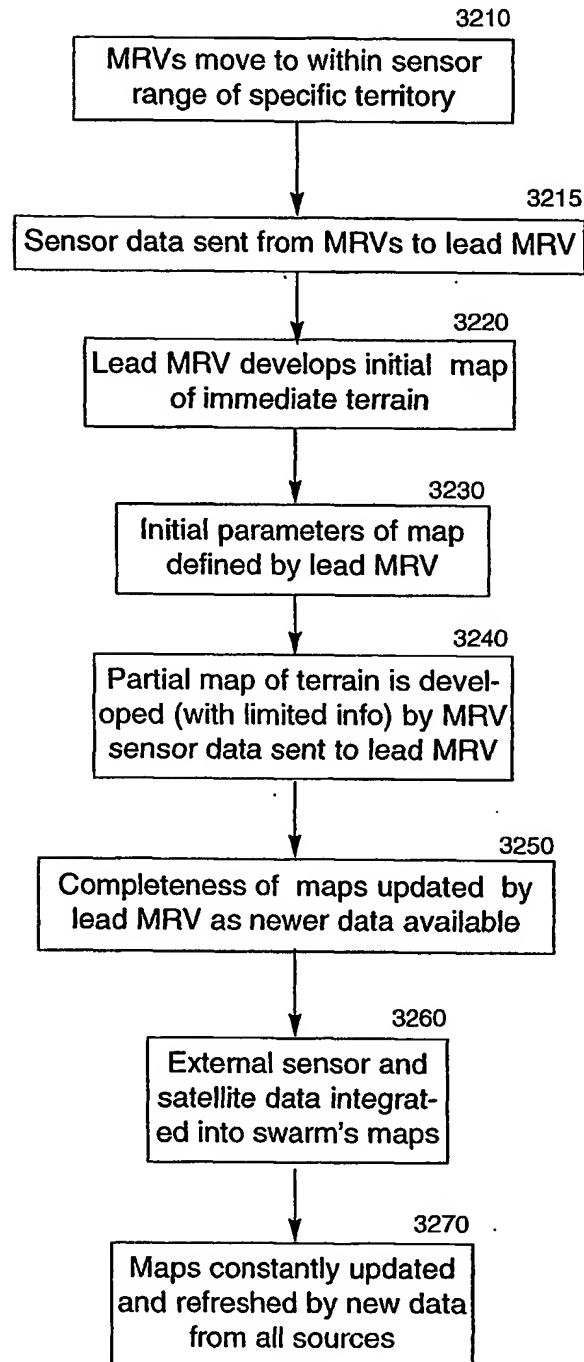 3210
MRVs move to within sensor
range of specific territory
3215
Sensor data sent from MRVs to lead MRV
3220
Lead MRV develops initial map
of immediate terrain
3230
Initial parameters of map
defined by lead MRV
3240
Partial map of terrain is devel-
oped (with limited info) by MRV
sensor data sent to lead MRV
3250
Completeness of maps updated by
lead MRV as newer data available
3260
External sensor and
satellite data integrat-
ed into swarm's maps
3270
Maps constantly updated
and refreshed by new data
from all sources